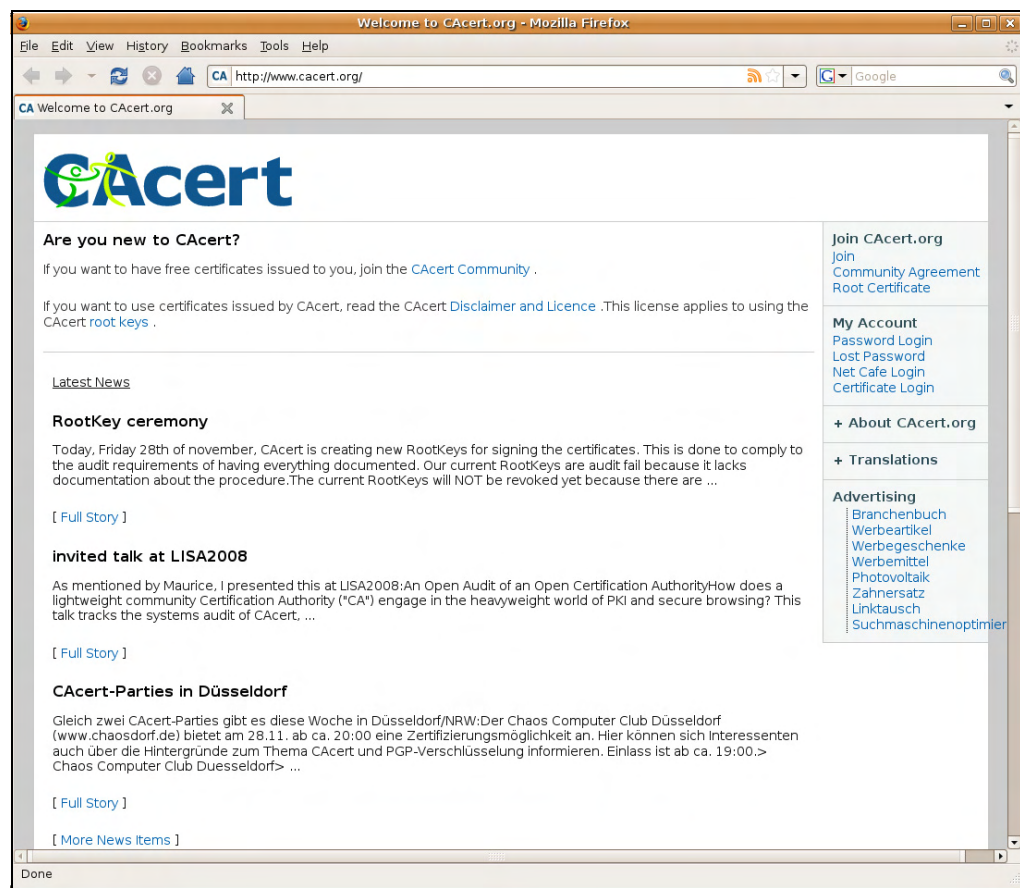 Welcome to CAcert.org - Mozilla Firefox
File Edit View History Bookmarks Tools Help
CA http://www.cacert.org/
G Google
CA Welcome to CAcert.org
CAcert
Are you new to CAcert?
If you want to have free certificates issued to you, join the CAcert Community .
If you want to use certificates issued by CAcert, read the CAcert Disclaimer and Licence .This license applies to using the
CAcert root keys .
Latest News
RootKey ceremony
Today, Friday 28th of november, CAcert is creating new RootKeys for signing the certificates. This is done to comply to
the audit requirements of having everything documented. Our current RootKeys are audit fail because it lacks
documentation about the procedure.The current RootKeys will NOT be revoked yet because there are ...
[ Full Story ]
invited talk at LISA2008
As mentioned by Maurice, I presented this at LISA2008:An Open Audit of an Open Certification AuthorityHow does a
lightweight community Certification Authority ("CA") engage in the heavyweight world of PKI and secure browsing? This
talk tracks the systems audit of CAcert, ...
[ Full Story ]
CAcert-Parties in Düsseldorf
Gleich zwei CAcert-Parties gibt es diese Woche in Düsseldorf/NRW:Der Chaos Computer Club Düsseldorf
(www.chaosdorf.de) bietet am 28.11. ab ca. 20:00 eine Zertifizierungsmöglichkeit an. Hier können sich Interessenten
auch über die Hintergründe zum Thema CAcert und PGP-Verschlüsselung informieren. Einlass ist ab ca. 19:00.>
Chaos Computer Club Duesseldorf> ...
[ Full Story ]
[ More News Items ]
Join CAcert.org
Join
Community Agreement
Root Certificate
My Account
Password Login
Lost Password
Net Cafe Login
Certificate Login
+ About CAcert.org
+ Translations
Advertising
Branchenbuch
Werbeartikel
Werbegeschenke
Werbemittel
Photovoltaik
Zahnersatz
Linktausch
Suchmaschinenoptimier
Done